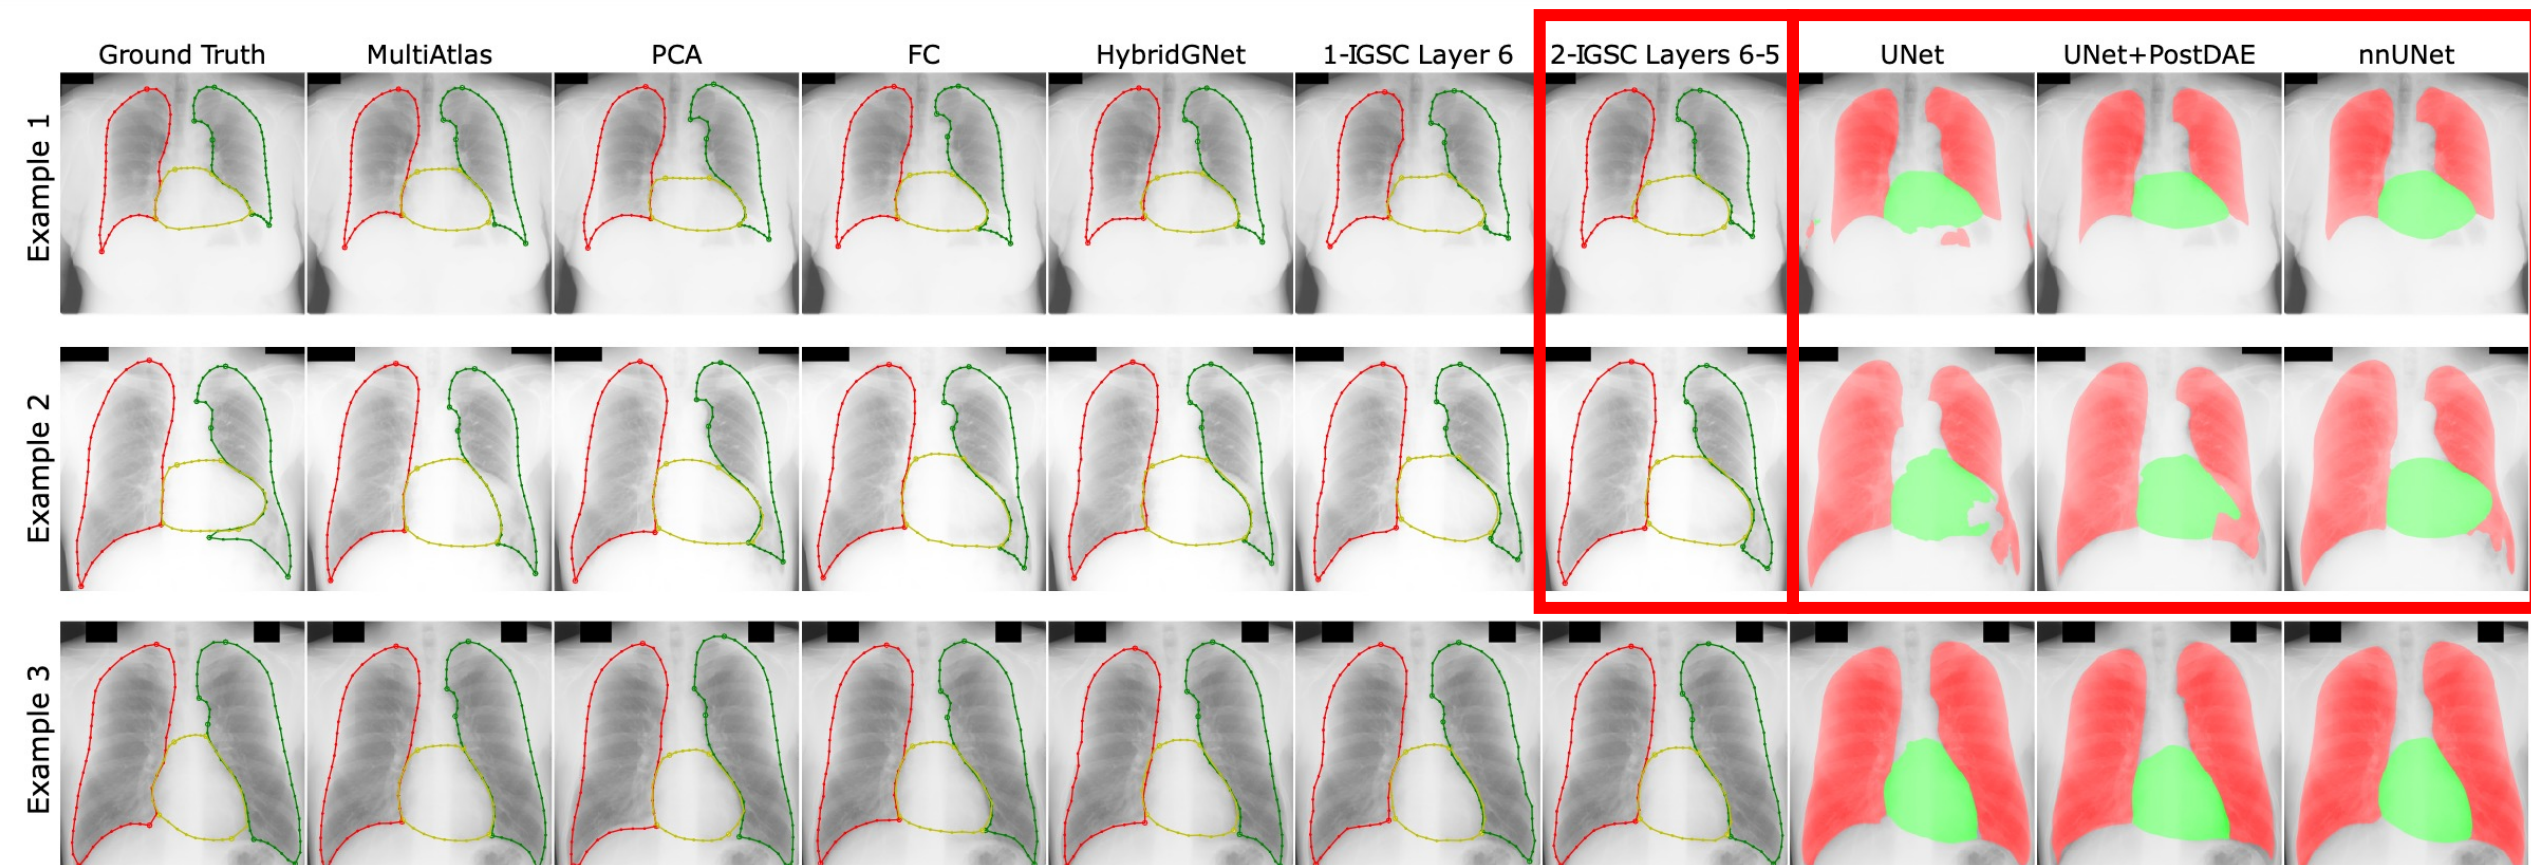 Ground Truth MultiAtlas PCA FC HybridGNet 1-IGSC Layer 6 2-IGSC Layers 6-5 UNet UNet+PostDAE nnUNet
Example 1
Example 2
Example 3